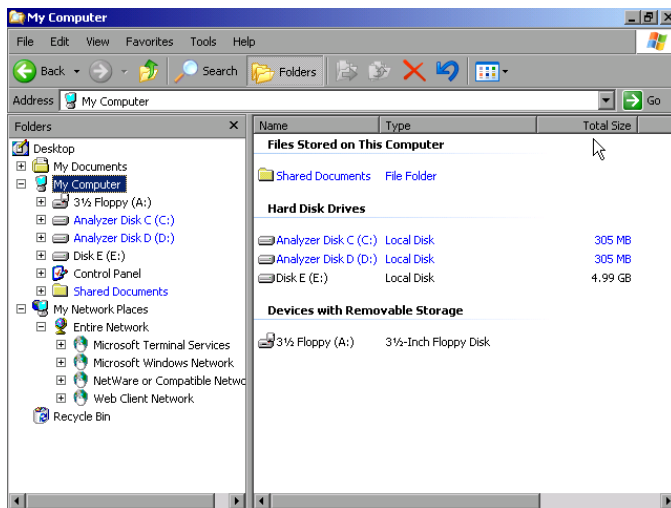 My Computer
File Edit View Favorites Tools Help
Back Search Folders
Address My Computer Go
Folders
Desktop
My Documents
My Computer
3½ Floppy (A:)
Analyzer Disk C (C:)
Analyzer Disk D (D:)
Disk E (E:)
Control Panel
Shared Documents
My Network Places
Entire Network
Microsoft Terminal Services
Microsoft Windows Network
NetWare or Compatible Netwo
Web Client Network
Recycle Bin
Name Type Total Size
Files Stored on This Computer
Shared Documents File Folder
Hard Disk Drives
Analyzer Disk C (C:) Local Disk 305 MB
Analyzer Disk D (D:) Local Disk 305 MB
Disk E (E:) Local Disk 4.99 GB
Devices with Removable Storage
3½ Floppy (A:) 3½-Inch Floppy Disk